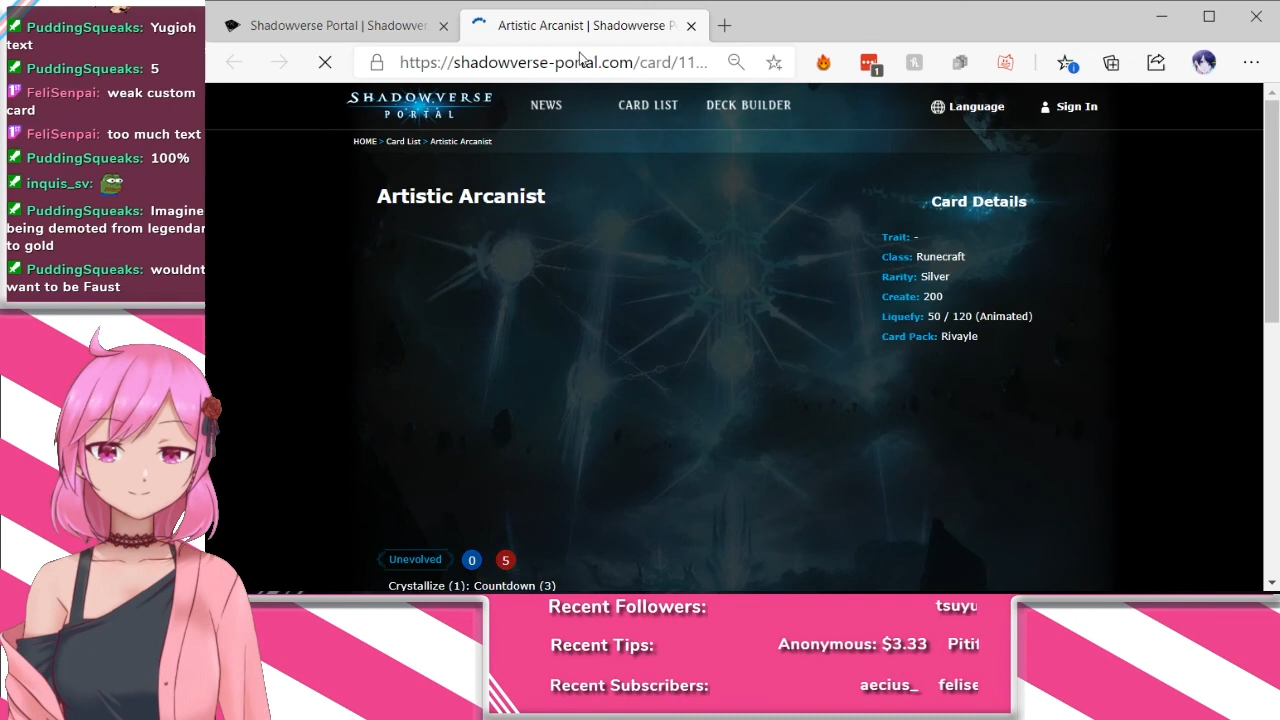 PuddingSqueaks: Yugioh
text
PuddingSqueaks: 5
FeliSenpai: weak custom
card
FeliSenpai: too much text
PuddingSqueaks: 100%
inquis_sv:
PuddingSqueaks: Imagine
being demoted from legendar
to gold
PuddingSqueaks: wouldnt
want to be Faust
Shadowverse Portal | Shadowver
Artistic Arcanist | Shadowverse P
https://shadowverse-portal.com/card/11...
1
SHADOWVERSE
PORTAL
NEWS
CARD LIST
DECK BUILDER
Language
Sign In
HOME > Card List > Artistic Arcanist
Artistic Arcanist
Card Details
Trait: -
Class: Runecraft
Rarity: Silver
Create: 200
Liquefy: 50 / 120 (Animated)
Card Pack: Rivayle
Unevolved 0 5
Crystallize (1): Countdown (3)
Recent Followers: tsuyu
Recent Tips: Anonymous: $3.33 Pitif
Recent Subscribers: aecius_ felise